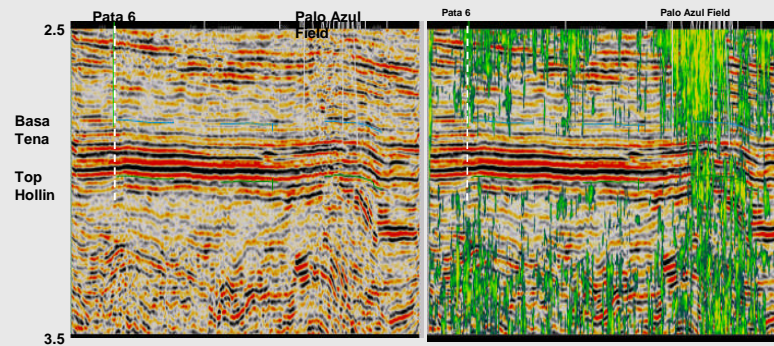 Pata 6
Palo Azul
Field
2.5
Basa
Tena
Top
Hollin
3.5
Pata 6
Palo Azul Field